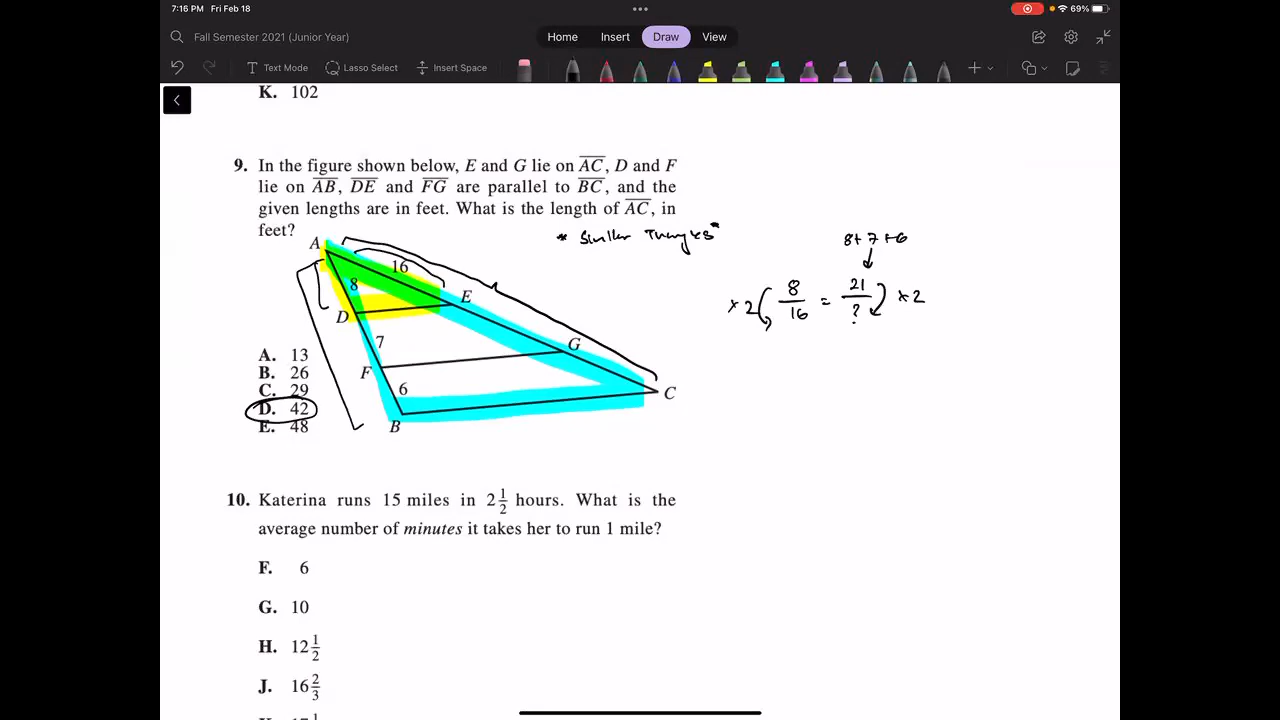 7:16 PM Fri Feb 18
69%
Fall Semester 2021 (Junior Year)
Home Insert Draw View
Text Mode Lasso Select Insert Space
K. 102
9. In the figure shown below, E and G lie on AC, D and F
lie on AB, DE and FG are parallel to BC, and the
given lengths are in feet. What is the length of AC, in
feet?
* Similar Triangles*
8+7+6
A
16
8
E
D
×2 8/16 = 21/? ×2
7
G
F
6
C
B
A. 13
B. 26
C. 29
D. 42
E. 48
10. Katerina runs 15 miles in 2 1/2 hours. What is the
average number of minutes it takes her to run 1 mile?
F. 6
G. 10
H. 12 1/2
J. 16 2/3